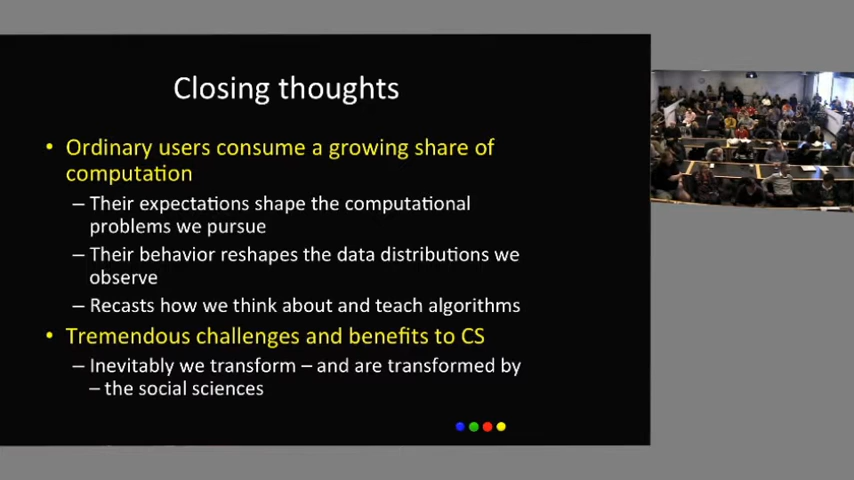 Closing thoughts
• Ordinary users consume a growing share of
computation
– Their expectations shape the computational
problems we pursue
– Their behavior reshapes the data distributions we
observe
– Recasts how we think about and teach algorithms
• Tremendous challenges and benefits to CS
– Inevitably we transform – and are transformed by
– the social sciences